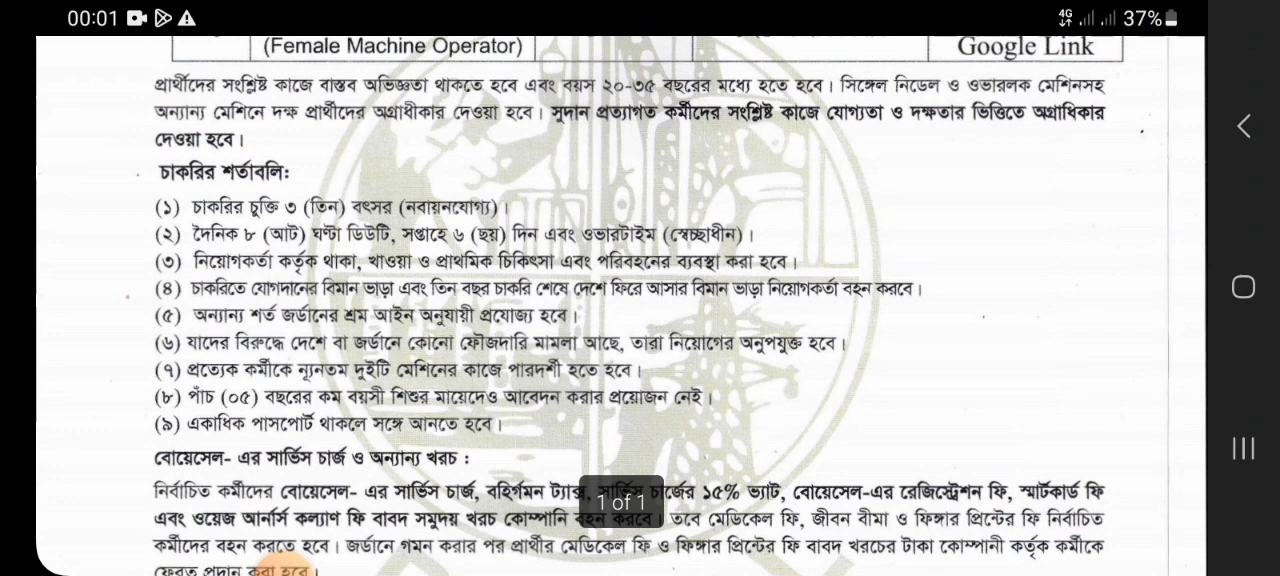 00:01
4G 37%
(Female Machine Operator) Google Link
প্রার্থীদের সংশ্লিষ্ট কাজে বাস্তব অভিজ্ঞতা থাকতে হবে এবং বয়স ২০-৩৫ বছরের মধ্যে হতে হবে। সিঙ্গেল নিডেল ও ওভারলক মেশিনসহ
অন্যান্য মেশিনে দক্ষ প্রার্থীদের অগ্রাধীকার দেওয়া হবে। সুদান প্রত্যাগত কর্মীদের সংশ্লিষ্ট কাজে যোগ্যতা ও দক্ষতার ভিত্তিতে অগ্রাধিকার
দেওয়া হবে।
চাকরির শর্তাবলি:
(১) চাকরির চুক্তি ৩ (তিন) বৎসর (নবায়নযোগ্য)।
(২) দৈনিক ৮ (আট) ঘন্টা ডিউটি, সপ্তাহে ৬ (ছয়) দিন এবং ওভারটাইম (স্বেচ্ছাধীন)।
(৩) নিয়োগকর্তা কর্তৃক থাকা, খাওয়া ও প্রাথমিক চিকিৎসা এবং পরিবহনের ব্যবস্থা করা হবে।
(৪) চাকরিতে যোগদানের বিমান ভাড়া এবং তিন বছর চাকরি শেষে দেশে ফিরে আসার বিমান ভাড়া নিয়োগকর্তা বহন করবে।
(৫) অন্যান্য শর্ত জর্ডানের শ্রম আইন অনুযায়ী প্রযোজ্য হবে।
(৬) যাদের বিরুদ্ধে দেশে বা জর্ডানে কোনো ফৌজদারি মামলা আছে, তারা নিয়োগের অনুপযুক্ত হবে।
(৭) প্রত্যেক কর্মীকে ন্যূনতম দুইটি মেশিনের কাজে পারদর্শী হতে হবে।
(৮) পাঁচ (০৫) বছরের কম বয়সী শিশুর মায়েদেও আবেদন করার প্রয়োজন নেই।
(৯) একাধিক পাসপোর্ট থাকলে সঙ্গে আনতে হবে।
বোয়েসেল- এর সার্ভিস চার্জ ও অন্যান্য খরচ :
নির্বাচিত কর্মীদের বোয়েসেল- এর সার্ভিস চার্জ, বহির্গমন ট্যাক্স, সার্ভিস চার্জের ১৫% ভ্যাট, বোয়েসেল-এর রেজিস্ট্রেশন ফি, স্মার্টকার্ড ফি
1 of 1
এবং ওয়েজ আর্নার্স কল্যাণ ফি বাবদ সমুদয় খরচ কোম্পানি বহন করবে। তবে মেডিকেল ফি, জীবন বীমা ও ফিঙ্গার প্রিন্টের ফি নির্বাচিত
কর্মীদের বহন করতে হবে। জর্ডানে গমন করার পর প্রার্থীর মেডিকেল ফি ও ফিঙ্গার প্রিন্টের ফি বাবদ খরচের টাকা কোম্পানী কর্তৃক কর্মীকে
ফেরত প্রদান করা হবে।